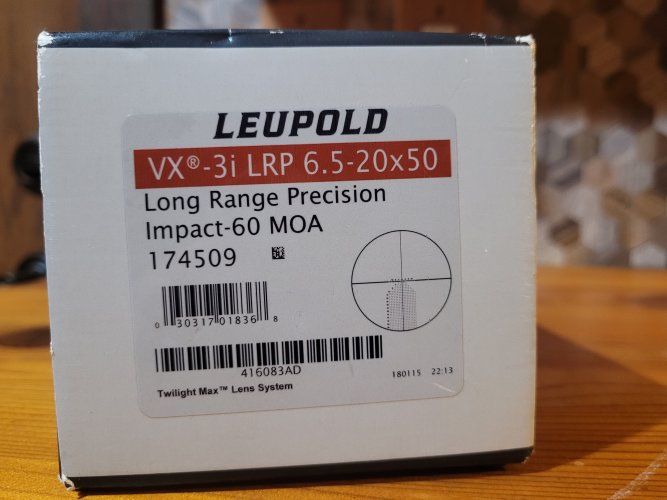 LEUPOLD
VX®-3i LRP 6.5-20x50
Long Range Precision
Impact-60 MOA
174509
0 30317 01836 8
416083AD
180115 22:13
Twilight Max™ Lens System